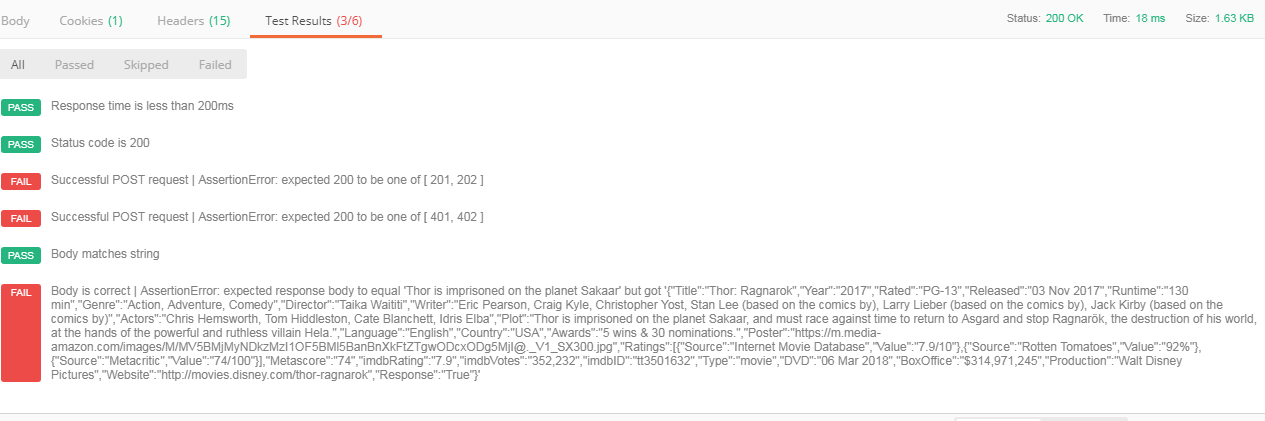 Body Cookies (1) Headers (15) Test Results (3/6) Status: 200 OK Time: 18 ms Size: 1.63 KB
All Passed Skipped Failed
PASS Response time is less than 200ms
PASS Status code is 200
FAIL Successful POST request | AssertionError: expected 200 to be one of [ 201, 202 ]
FAIL Successful POST request | AssertionError: expected 200 to be one of [ 401, 402 ]
PASS Body matches string
FAIL Body is correct | AssertionError: expected response body to equal 'Thor is imprisoned on the planet Sakaar' but got '{"Title":"Thor: Ragnarok","Year":"2017","Rated":"PG-13","Released":"03 Nov 2017","Runtime":"130
min","Genre":"Action, Adventure, Comedy","Director":"Taika Waititi","Writer":"Eric Pearson, Craig Kyle, Christopher Yost, Stan Lee (based on the comics by), Larry Lieber (based on the comics by), Jack Kirby (based on the
comics by)","Actors":"Chris Hemsworth, Tom Hiddleston, Cate Blanchett, Idris Elba","Plot":"Thor is imprisoned on the planet Sakaar, and must race against time to return to Asgard and stop Ragnarök, the destruction of his world,
at the hands of the powerful and ruthless villain Hela.","Language":"English","Country":"USA","Awards":"5 wins & 30 nominations.","Poster":"https://m.media-
amazon.com/images/M/MV5BMjMyNDkzMzI1OF5BMl5BanBnXkFtZTgwODcxODg5MjI@._V1_SX300.jpg","Ratings":[{"Source":"Internet Movie Database","Value":"7.9/10"},{"Source":"Rotten Tomatoes","Value":"92%"},
{"Source":"Metacritic","Value":"74/100"}],"Metascore":"74","imdbRating":"7.9","imdbVotes":"352,232","imdbID":"tt3501632","Type":"movie","DVD":"06 Mar 2018","BoxOffice":"$314,971,245","Production":"Walt Disney
Pictures","Website":"http://movies.disney.com/thor-ragnarok","Response":"True"}'